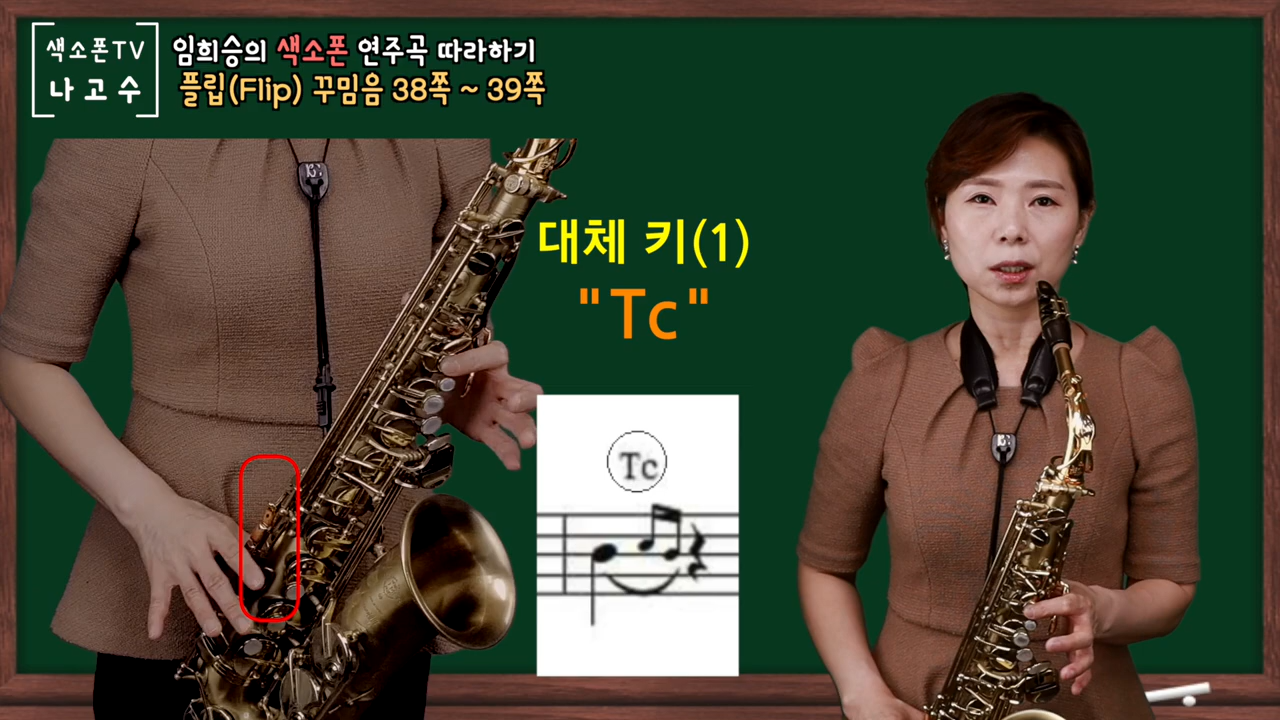 색소폰TV
나고수
임희승의 색소폰 연주곡 따라하기
플립(Flip) 꾸밈음 38쪽 ~ 39쪽
대체 키(1)
"Tc"
Tc